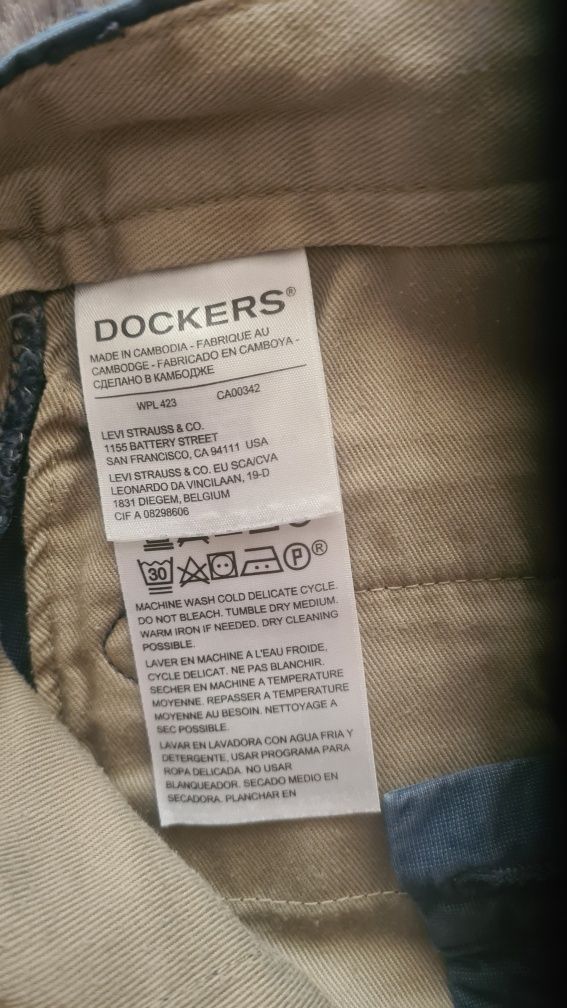 DOCKERS®
MADE IN CAMBODIA - FABRIQUE AU
CAMBODGE - FABRICADO EN CAMBOYA -
СДЕЛАНО В КАМБОДЖЕ
WPL 423 CA00342
LEVI STRAUSS & CO.
1155 BATTERY STREET
SAN FRANCISCO, CA 94111 USA
LEVI STRAUSS & CO. EU SCA/CVA
LEONARDO DA VINCILAAN, 19-D
1831 DIEGEM, BELGIUM
CIF A 08298606
30 P ®
MACHINE WASH COLD DELICATE CYCLE.
DO NOT BLEACH. TUMBLE DRY MEDIUM.
WARM IRON IF NEEDED. DRY CLEANING
POSSIBLE.
LAVER EN MACHINE A L'EAU FROIDE,
CYCLE DELICAT. NE PAS BLANCHIR.
SECHER EN MACHINE A TEMPERATURE
MOYENNE. REPASSER A TEMPERATURE
MOYENNE AU BESOIN. NETTOYAGE A
SEC POSSIBLE.
LAVAR EN LAVADORA CON AGUA FRIA Y
DETERGENTE, USAR PROGRAMA PARA
ROPA DELICADA. NO USAR
BLANQUEADOR. SECADO MEDIO EN
SECADORA. PLANCHAR EN